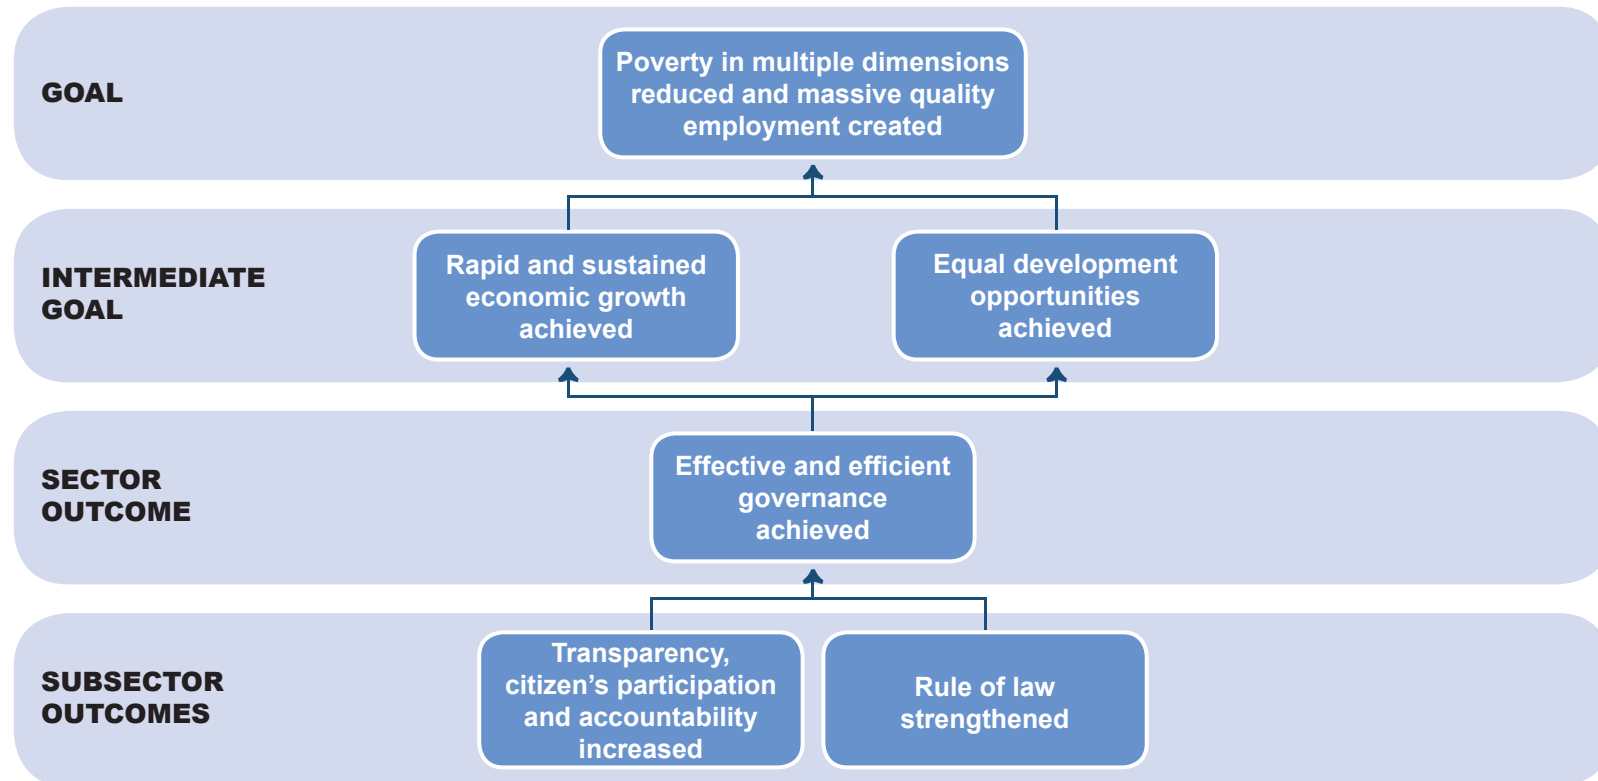 GOAL
Poverty in multiple dimensions
reduced and massive quality
employment created
INTERMEDIATE
GOAL
Rapid and sustained
economic growth
achieved
Equal development
opportunities
achieved
SECTOR
OUTCOME
Effective and efficient
governance
achieved
SUBSECTOR
OUTCOMES
Transparency,
citizen’s participation
and accountability
increased
Rule of law
strengthened